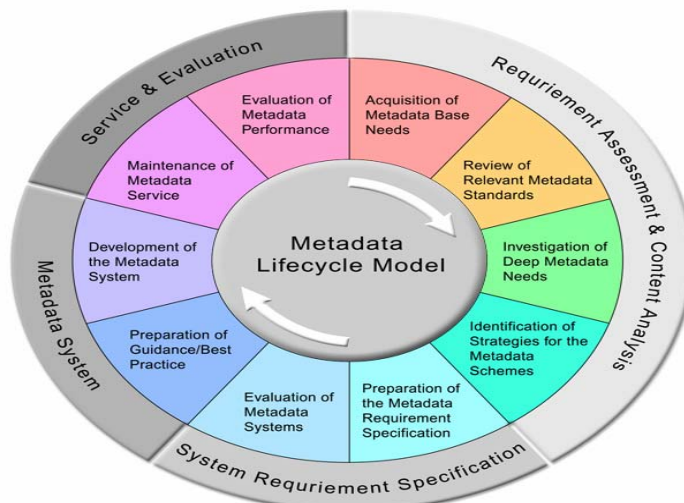 Service & Evaluation
Requriement Assessment & Content Analysis
Evaluation of
Metadata
Performance
Acquisition of
Metadata Base
Needs
Maintenance of
Metadata
Service
Review of
Relevant Metadata
Standards
Metadata
Lifecycle Model
Development of
the Metadata
System
Investigation of
Deep Metadata
Needs
Metadata System
Preparation of
Guidance/Best
Practice
Identification of
Strategies for the
Metadata
Schemes
Evaluation of
Metadata
Systems
Preparation of
the Metadata
Requirement
Specification
System Requriement Specification